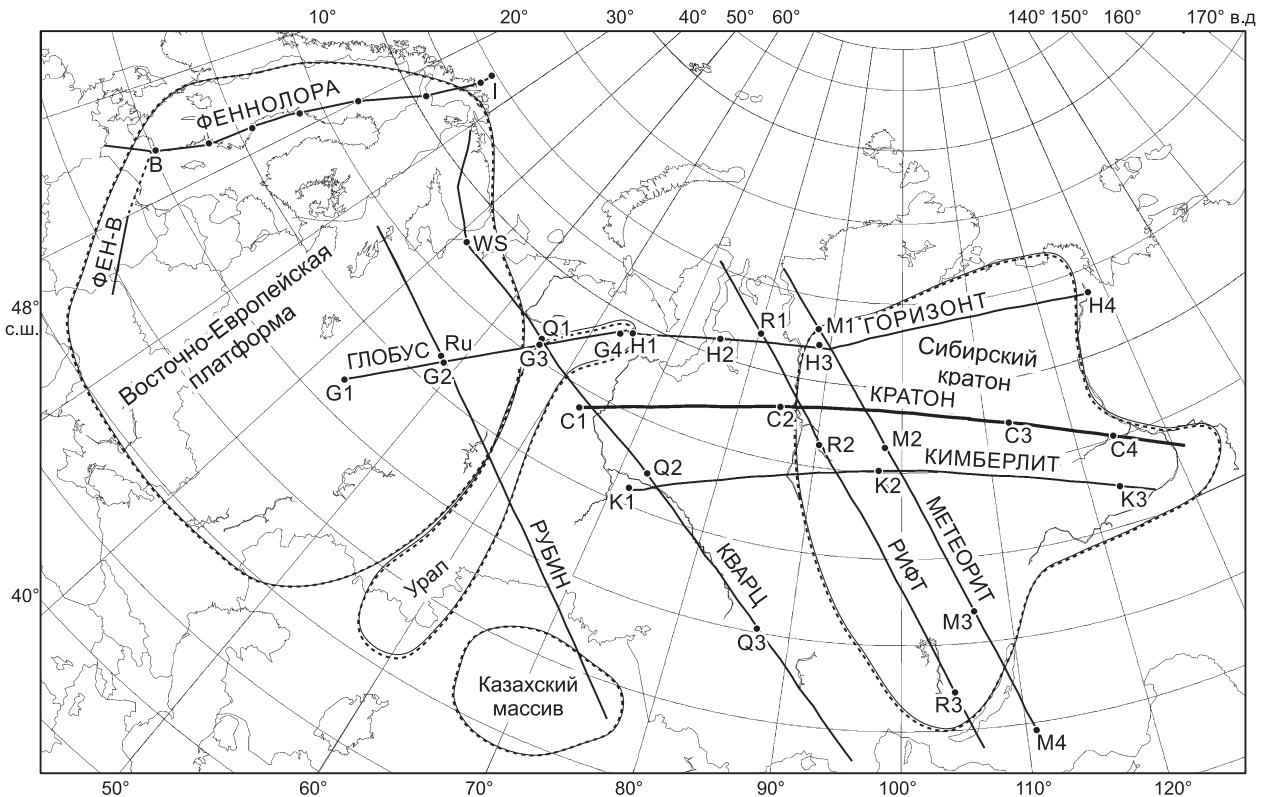 10° 20° 30° 40° 50° 60° 140° 150° 160° 170° в.д
ФЕННОЛОРА
I
B
ФЕН-В
WS
Восточно-Европейская
платформа
48°
с.ш.
H4
R1
M1
ГОРИЗОНТ
Q1
Ru
ГЛОБУС
G3
G4
H1
H2
H3
G1
G2
Сибирский
кратон
КРАТОН
C1
C2
C3
C4
R2
M2
КИМБЕРЛИТ
Q2
K1
K2
K3
РУБИН
КВАРЦ
РИФТ
МЕТЕОРИТ
Урал
40°
M3
Q3
Казахский
массив
R3
M4
50° 60° 70° 80° 90° 100° 110° 120°